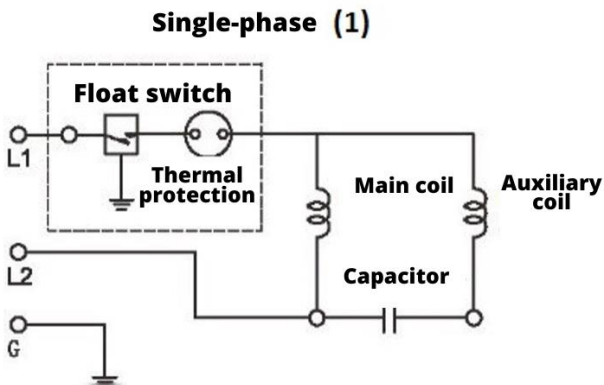 Single-phase (1)
Float switch
L1
Thermal
protection
Main coil
Auxiliary
coil
L2
Capacitor
G